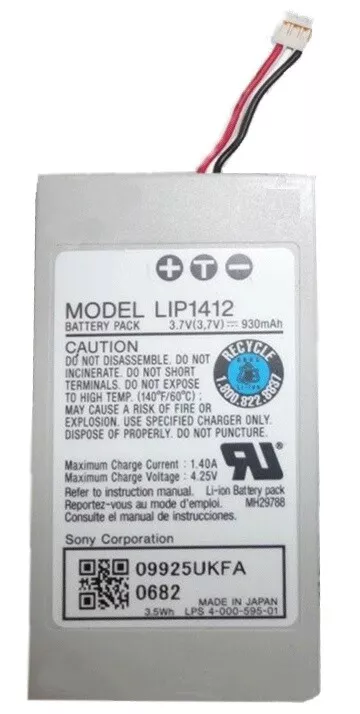 + T −
MODEL LIP1412
BATTERY PACK 3.7V(3,7V)⎓930mAh
CAUTION
DO NOT DISASSEMBLE. DO NOT
INCINERATE. DO NOT SHORT
TERMINALS. DO NOT EXPOSE
TO HIGH TEMP. (140°F/60°C) :
MAY CAUSE A FIRE OR
EXPLOSION. USE SPECIFIED CHARGER ONLY.
DISPOSE OF PROPERLY. DO NOT PUNCTURE.
RECYCLE
1.800.822.8837
Maximum Charge Current : 1.40A
Maximum Charge Voltage : 4.25V
Refer to instruction manual. Li-ion Battery pack
Reportez-vous au mode d'emploi. MH29788
Consulte el manual de instrucciones.
Sony Corporation
09925UKFA
0682
3.5Wh MADE IN JAPAN
LPS 4-000-595-01